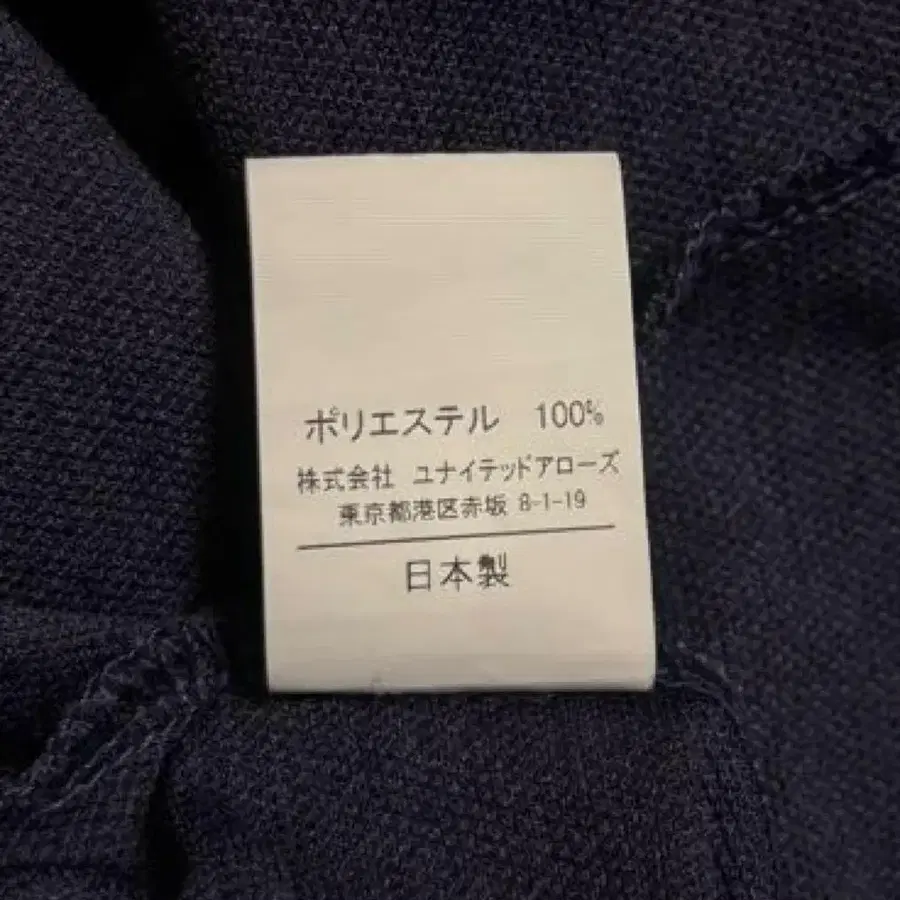 ポリエステル 100%
株式会社 ユナイテッドアローズ
東京都港区赤坂 8-1-19
日本製